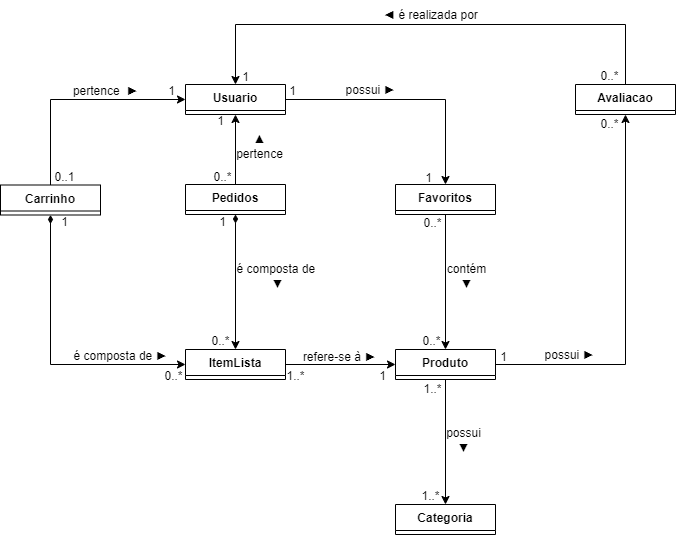 ◄ é realizada por
1
0..*
pertence ►
1
Usuario
1
possui ►
Avaliacao
1
0..*
▲
pertence
0..1
0..*
1
Carrinho
Pedidos
Favoritos
1
1
0..*
é composta de
▼
contém
▼
0..*
0..*
é composta de ►
ItemLista
refere-se à ►
Produto
1
possui ►
0..*
1..*
1
1..*
possui
▼
1..*
Categoria